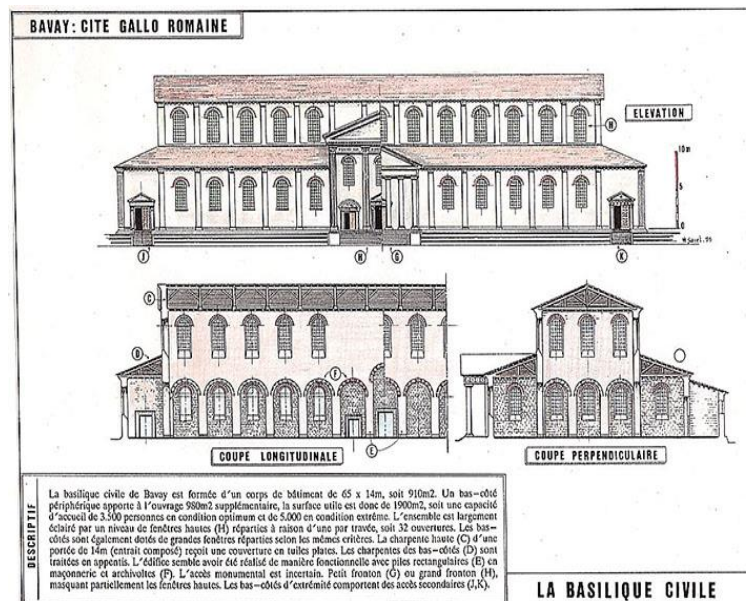 BAVAY: CITE GALLO ROMAINE
ELEVATION
H
10m
5
0
J
H
G
K
C
D
F
E
COUPE LONGITUDINALE
COUPE PERPENDICULAIRE
DESCRIPTIF
La basilique civile de Bavay est formée d'un corps de bâtiment de 65 x 14m, soit 910m2. Un bas-côté
périphérique apporte à l'ouvrage 980m2 supplémentaire, la surface utile est donc de 1900m2, soit une capacité
d'accueil de 3.500 personnes en condition optimum et de 5.000 en condition extrême. L'ensemble est largement
éclairé par un niveau de fenêtres hautes (H) réparties à raison d'une par travée, soit 32 ouvertures. Les bas-
côtés sont également dotés de grandes fenêtres réparties selon les mêmes critères. La charpente haute (C) d'une
portée de 14m (entrait composé) reçoit une couverture en tuiles plates. Les charpentes des bas-côtés (D) sont
traitées en appentis. L'édifice semble avoir été réalisé de manière fonctionnelle avec piles rectangulaires (E) en
maçonnerie et archivoltes (F). L'accès monumental est incertain. Petit fronton (G) ou grand fronton (H),
masquant partiellement les fenêtres hautes. Les bas-côtés d'extrémité comportent des accès secondaires (J,K).
LA BASILIQUE CIVILE